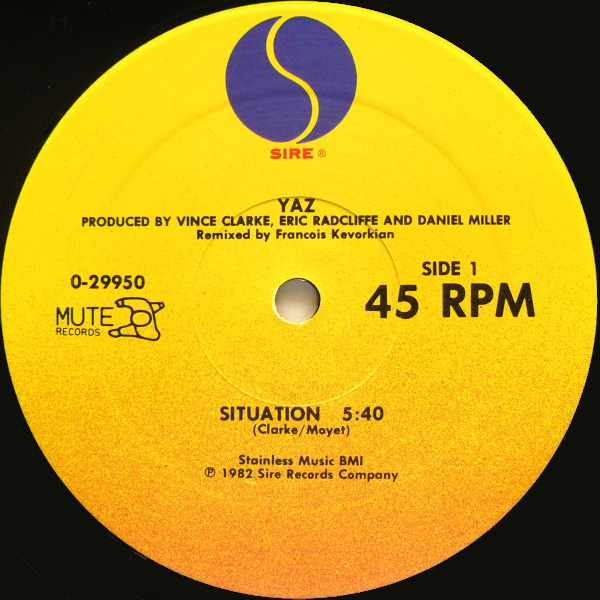 SIRE ®
YAZ
PRODUCED BY VINCE CLARKE, ERIC RADCLIFFE AND DANIEL MILLER
Remixed by Francois Kevorkian
0-29950
SIDE 1
45 RPM
MUTE
RECORDS
SITUATION 5:40
(Clarke/Moyet)
Stainless Music BMI
℗ 1982 Sire Records Company